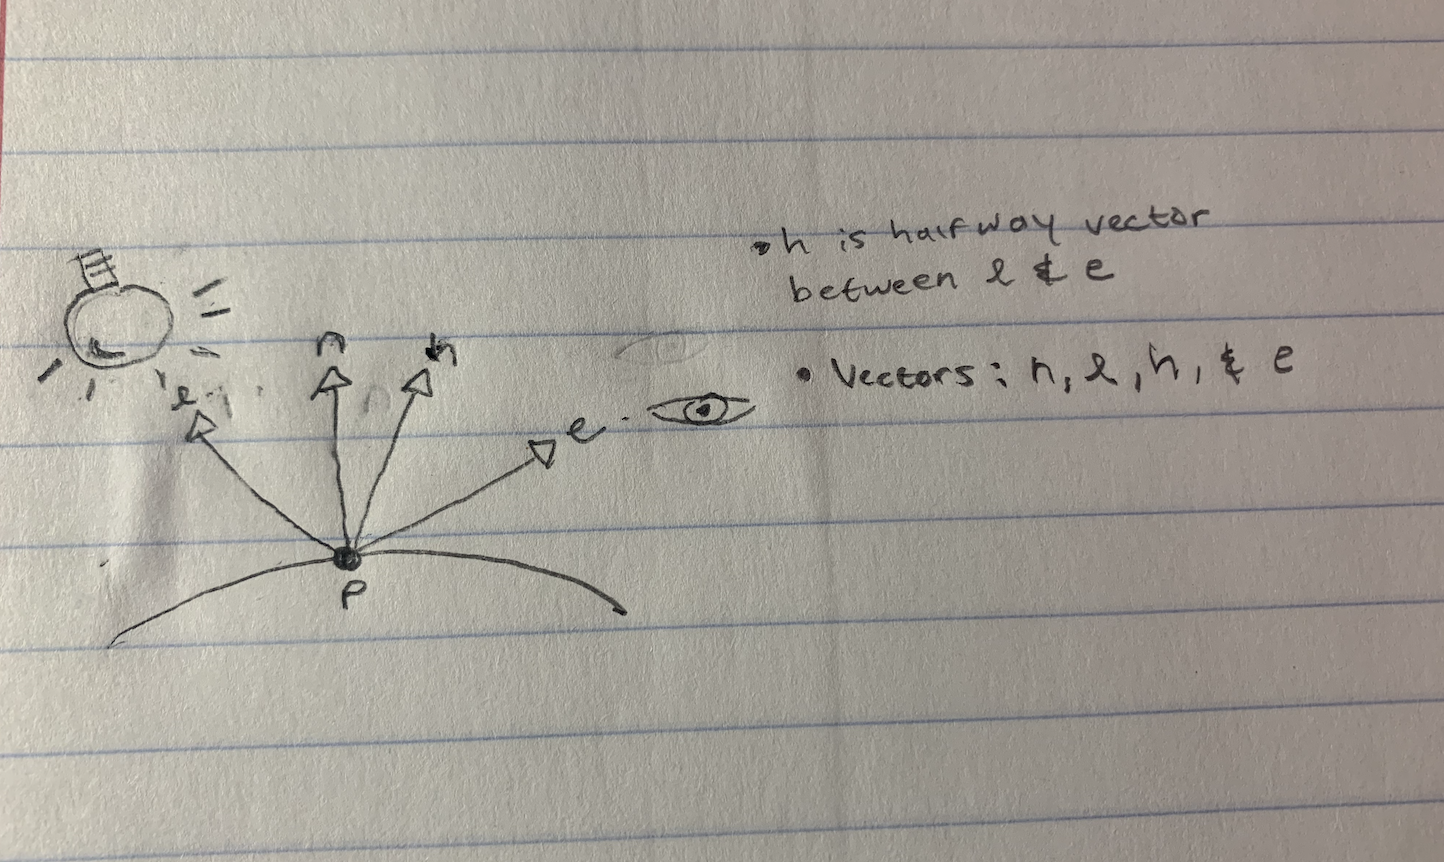 • h is halfway vector
between l & e
n
h
• Vectors: n, l, h, & e
l
e
P